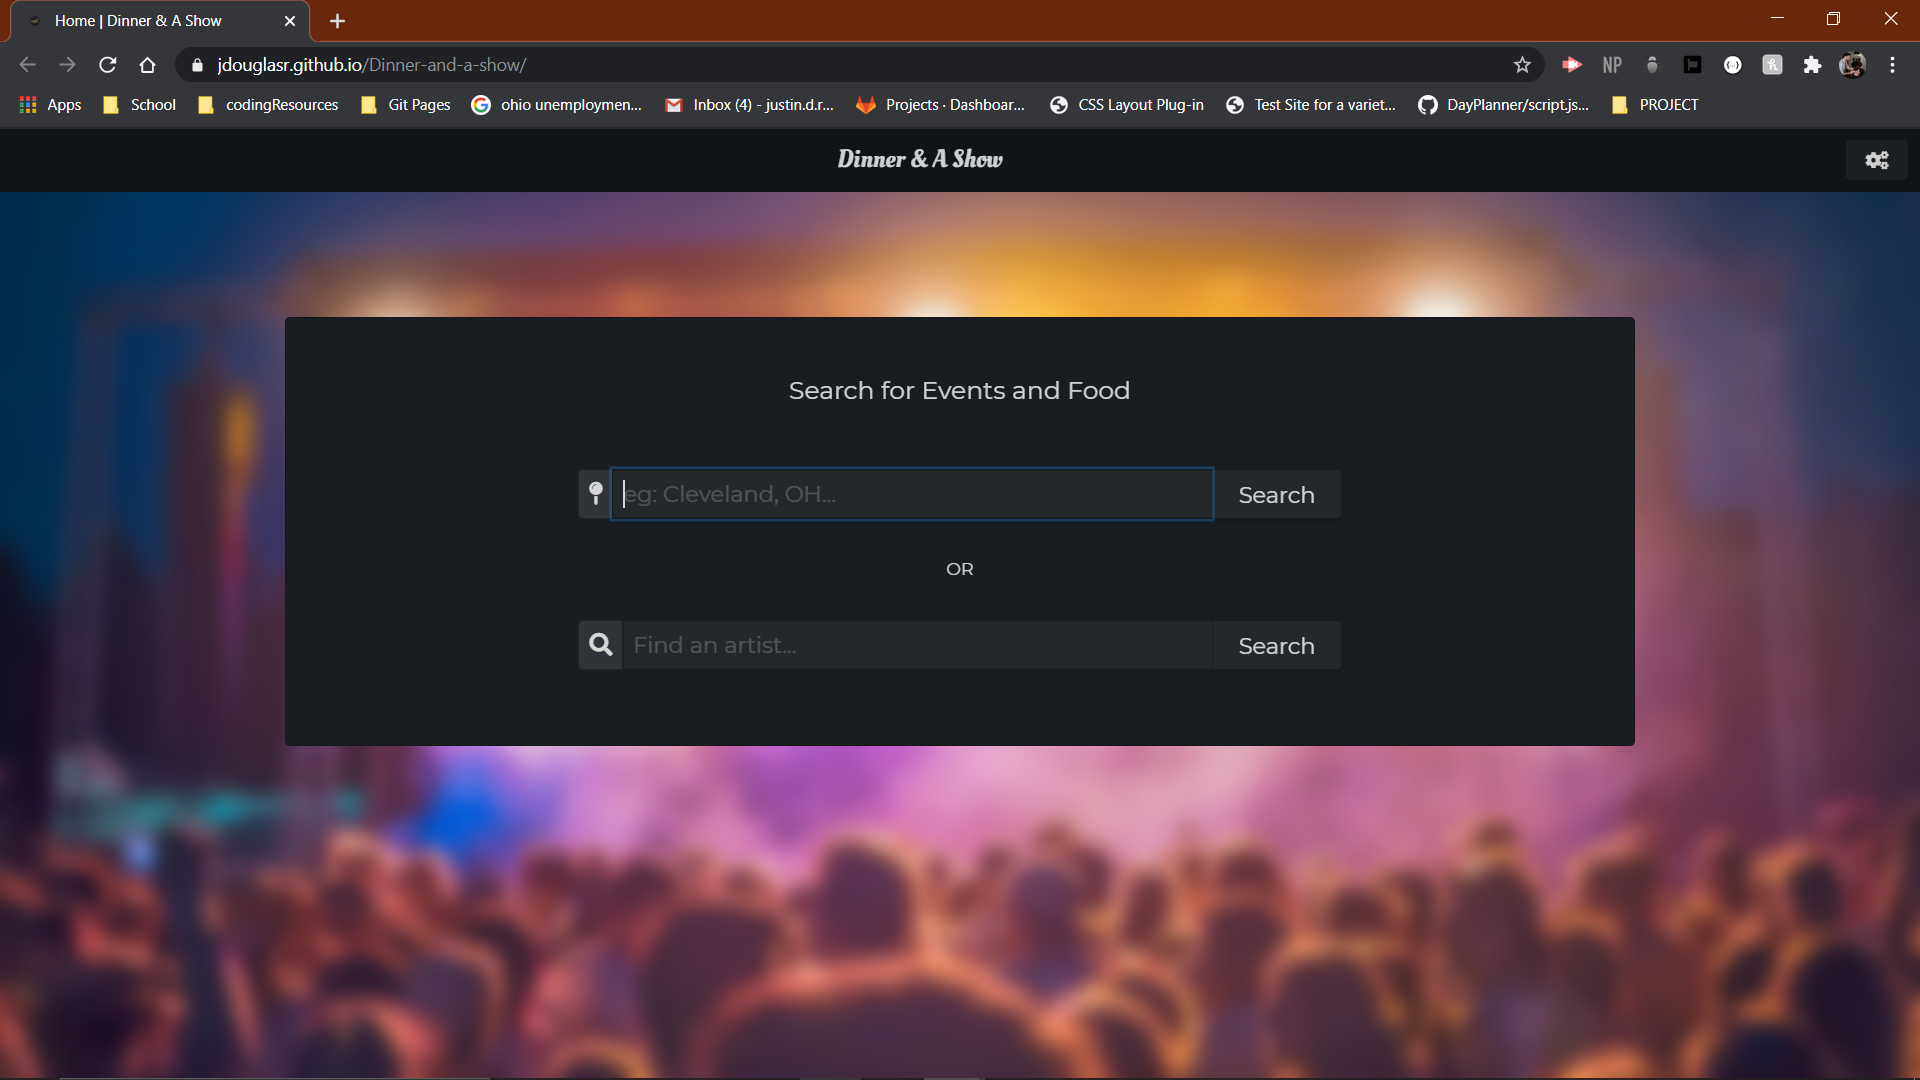 Home | Dinner & A Show
jdouglasr.github.io/Dinner-and-a-show/
NP
Apps School codingResources Git Pages ohio unemploymen... Inbox (4) - justin.d.r... Projects · Dashboar... CSS Layout Plug-in Test Site for a variet... DayPlanner/script.js... PROJECT
Dinner & A Show
Search for Events and Food
eg: Cleveland, OH... Search
OR
Find an artist... Search